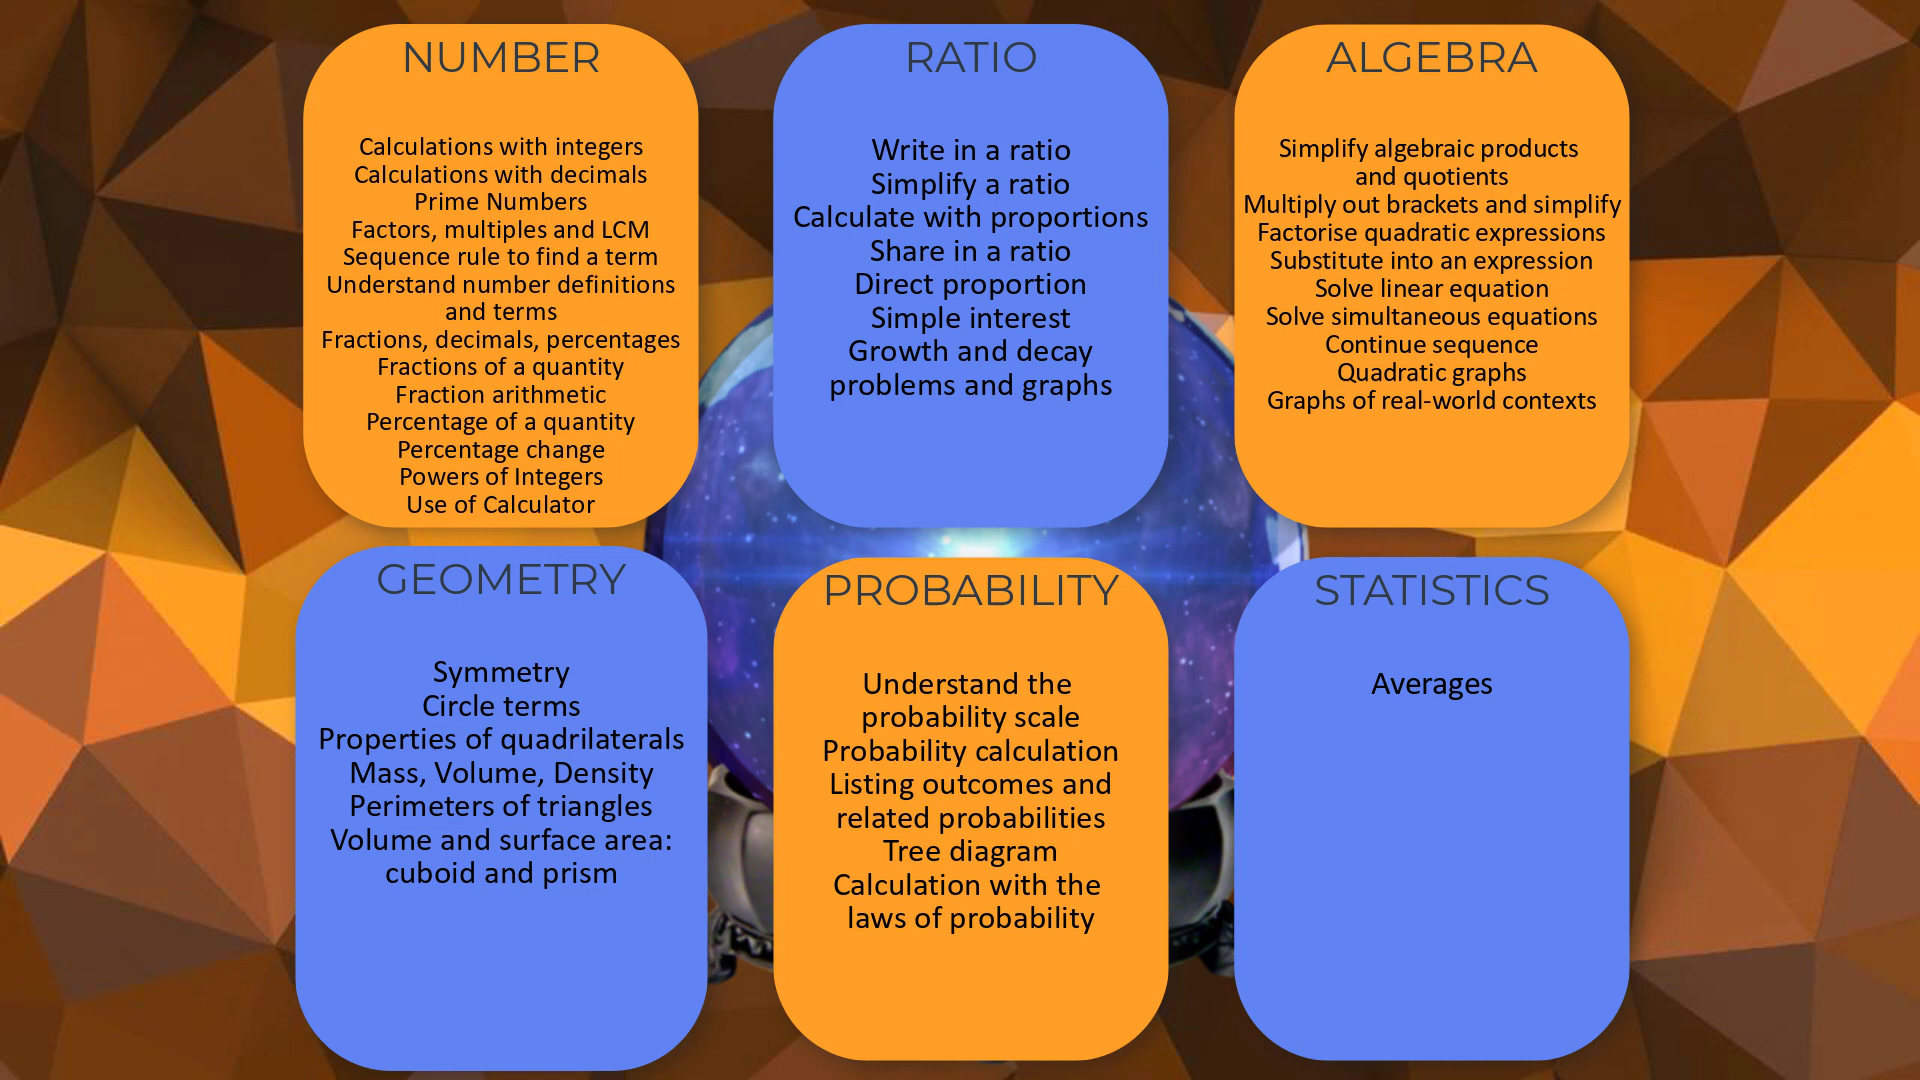 NUMBER
Calculations with integers
Calculations with decimals
Prime Numbers
Factors, multiples and LCM
Sequence rule to find a term
Understand number definitions
and terms
Fractions, decimals, percentages
Fractions of a quantity
Fraction arithmetic
Percentage of a quantity
Percentage change
Powers of Integers
Use of Calculator
RATIO
Write in a ratio
Simplify a ratio
Calculate with proportions
Share in a ratio
Direct proportion
Simple interest
Growth and decay
problems and graphs
ALGEBRA
Simplify algebraic products
and quotients
Multiply out brackets and simplify
Factorise quadratic expressions
Substitute into an expression
Solve linear equation
Solve simultaneous equations
Continue sequence
Quadratic graphs
Graphs of real-world contexts
GEOMETRY
Symmetry
Circle terms
Properties of quadrilaterals
Mass, Volume, Density
Perimeters of triangles
Volume and surface area:
cuboid and prism
PROBABILITY
Understand the
probability scale
Probability calculation
Listing outcomes and
related probabilities
Tree diagram
Calculation with the
laws of probability
STATISTICS
Averages